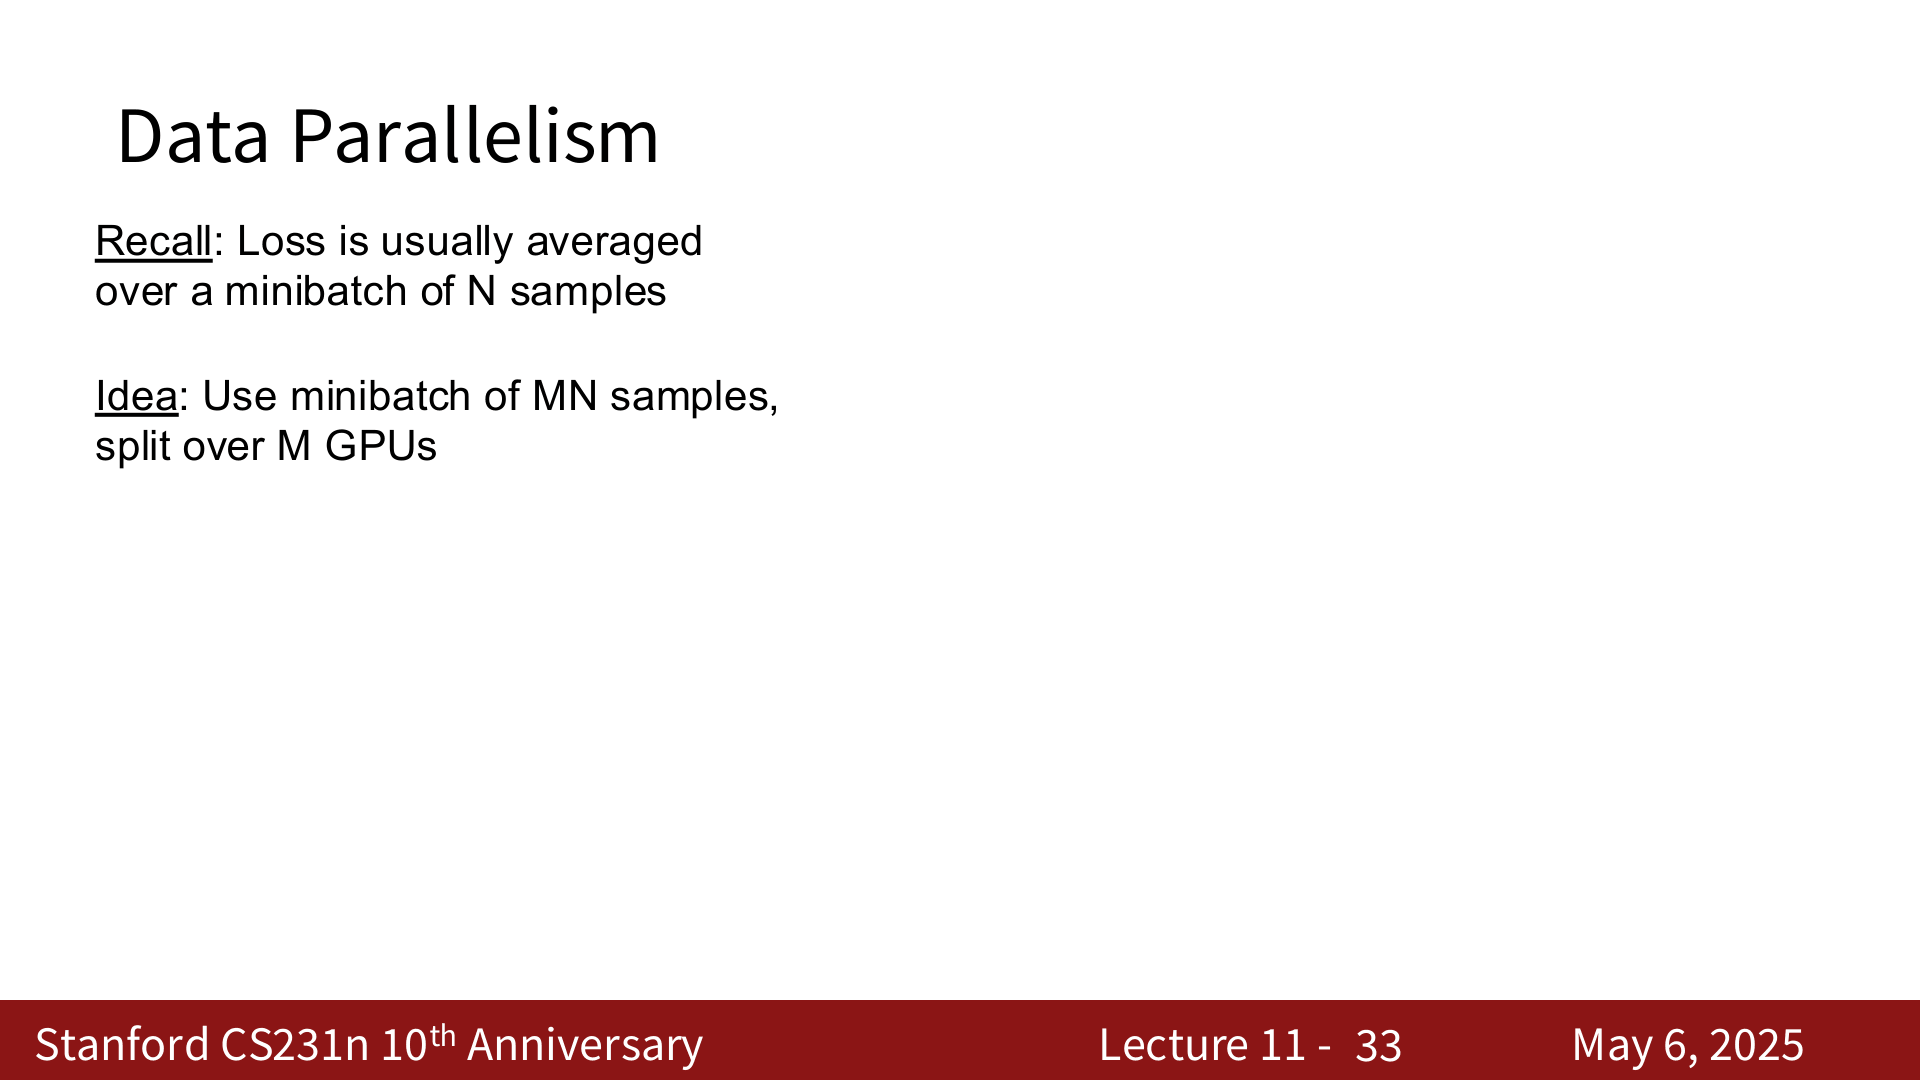 Data Parallelism
Recall: Loss is usually averaged
over a minibatch of N samples
Idea: Use minibatch of MN samples,
split over M GPUs
Stanford CS231n 10th Anniversary
Lecture 11 - 33
May 6, 2025